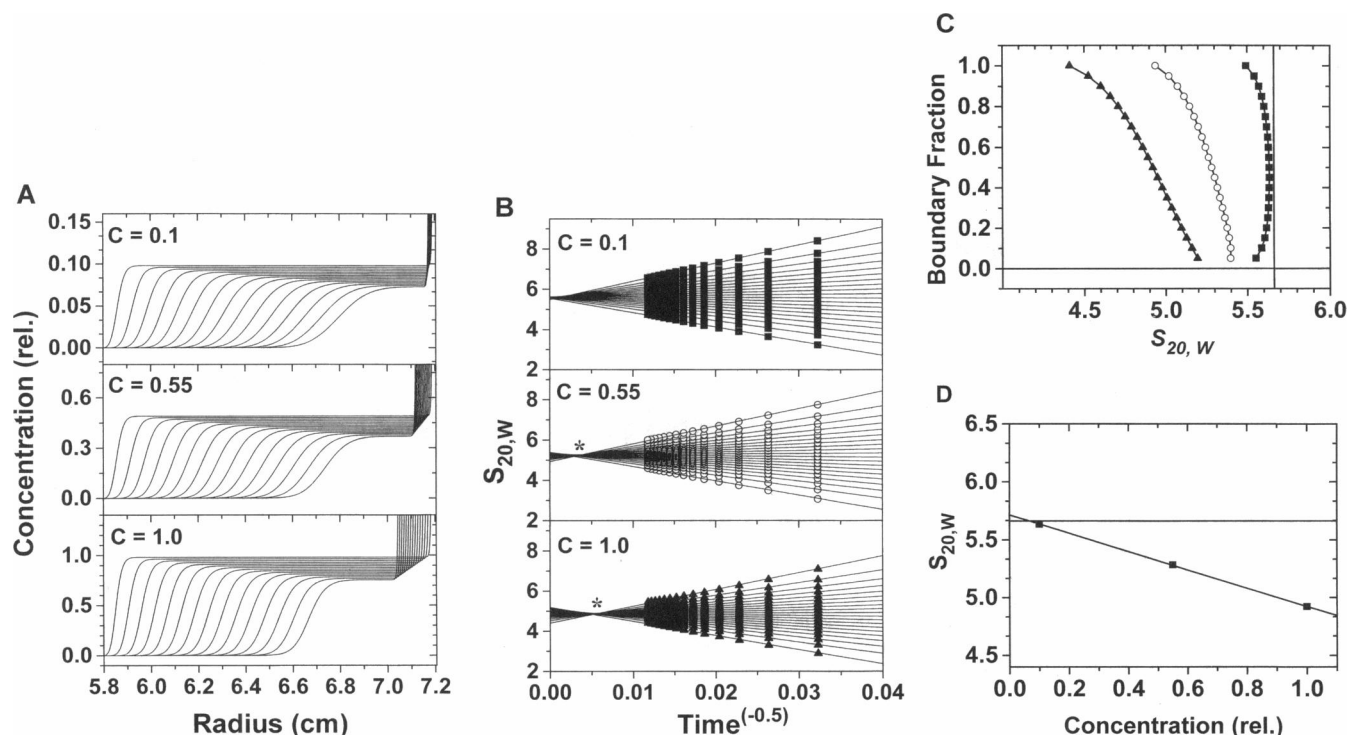 A
Concentration (rel.)
0.15
0.10
0.05
0.00
C = 0.1
0.6
0.3
0.0
C = 0.55
1.0
0.5
0.0
C = 1.0
5.8 6.0 6.2 6.4 6.6 6.8 7.0 7.2
Radius (cm)
B
S20,W
8
6
4
2
C = 0.1
8
6
4
2
C = 0.55
*
8
6
4
2
C = 1.0
*
0.00 0.01 0.02 0.03 0.04
Time(-0.5)
C
Boundary Fraction
1.0
0.8
0.6
0.4
0.2
0.0
4.5 5.0 5.5 6.0
S20, W
D
S20,W
6.5
6.0
5.5
5.0
4.5
0.0 0.2 0.4 0.6 0.8 1.0
Concentration (rel.)